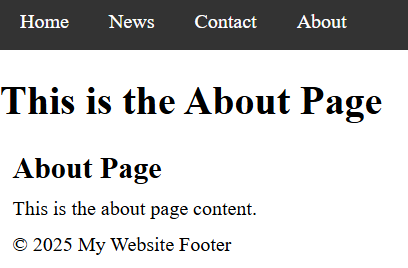 Home News Contact About
This is the About Page
About Page
This is the about page content.
© 2025 My Website Footer